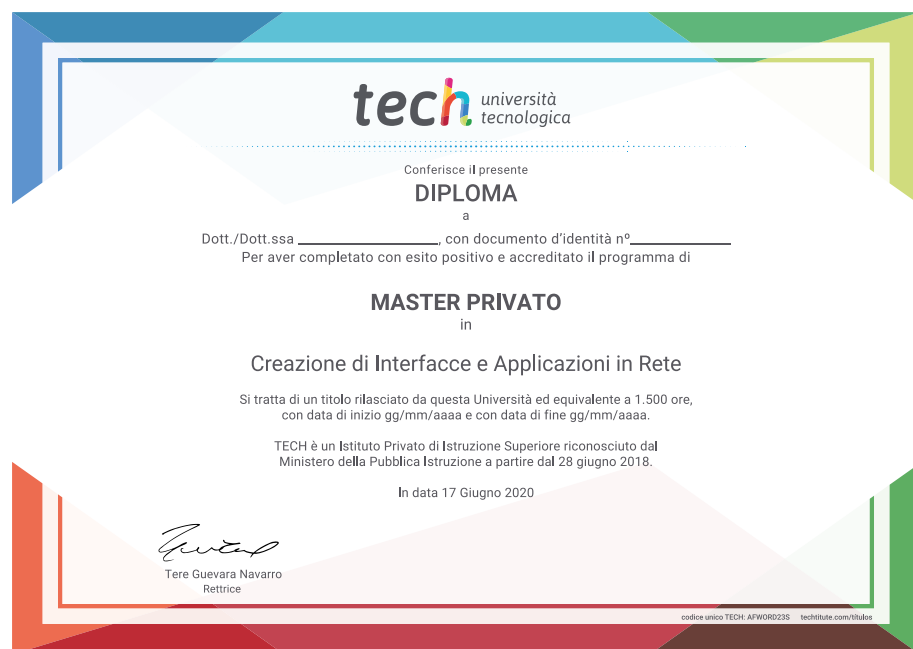 tech università
tecnologica
Conferisce il presente
DIPLOMA
a
Dott./Dott.ssa ____________________, con documento d'identità nº______________
Per aver completato con esito positivo e accreditato il programma di
MASTER PRIVATO
in
Creazione di Interfacce e Applicazioni in Rete
Si tratta di un titolo rilasciato da questa Università ed equivalente a 1.500 ore,
con data di inizio gg/mm/aaaa e con data di fine gg/mm/aaaa.
TECH è un Istituto Privato di Istruzione Superiore riconosciuto dal
Ministero della Pubblica Istruzione a partire dal 28 giugno 2018.
In data 17 Giugno 2020
Tere Guevara Navarro
Rettrice
codice unico TECH: AFWORD23S techtitute.com/titulos